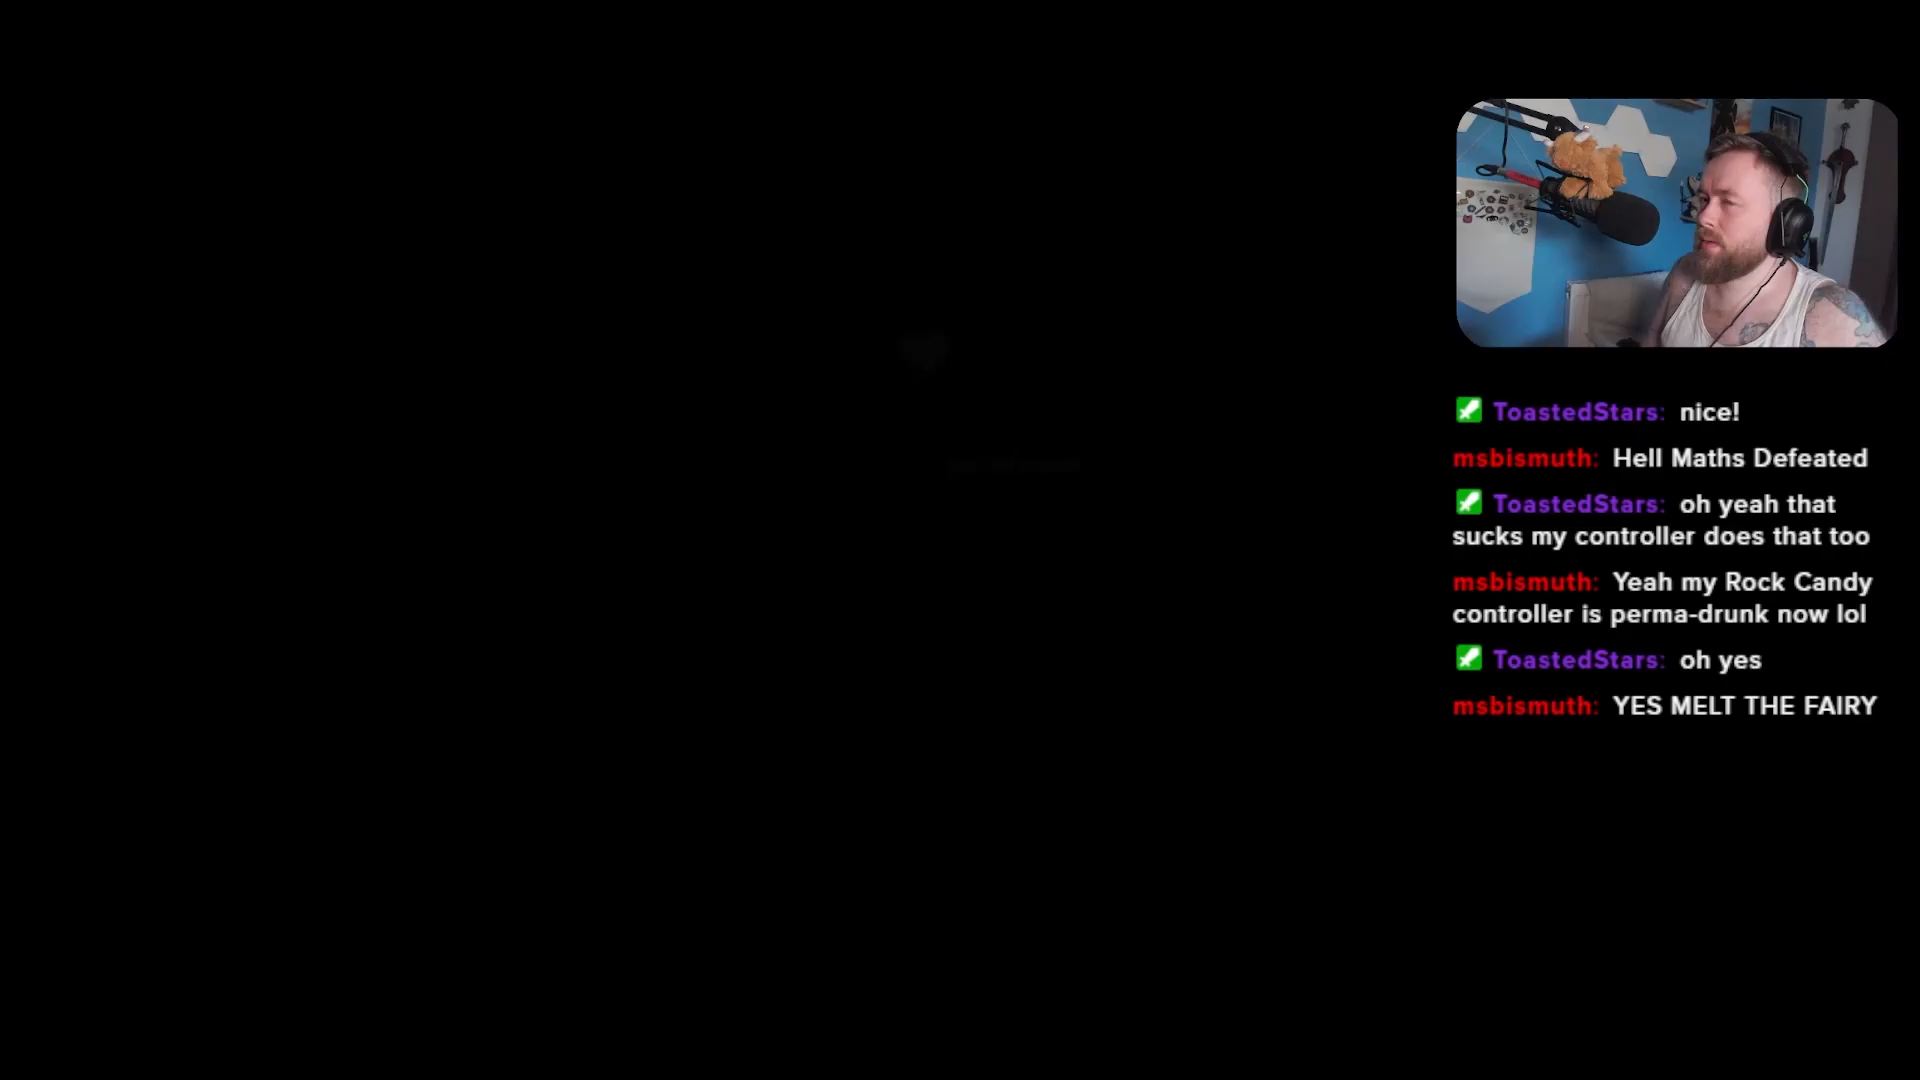 ToastedStars: nice!
msbismuth: Hell Maths Defeated
ToastedStars: oh yeah that
sucks my controller does that too
msbismuth: Yeah my Rock Candy
controller is perma-drunk now lol
ToastedStars: oh yes
msbismuth: YES MELT THE FAIRY